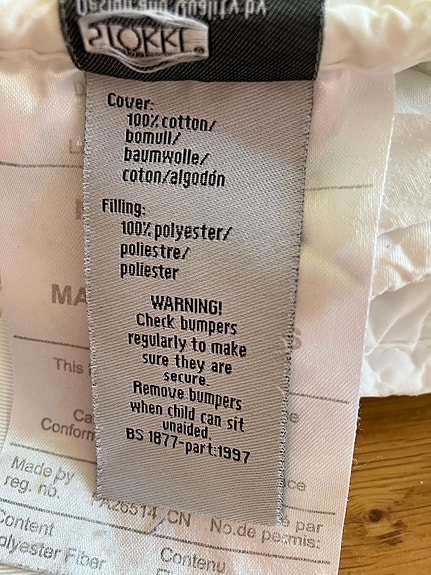 STOKKE
Cover:
100% cotton/
bomull/
baumwolle/
coton/algodón
Filling:
100% polyester/
poliestre/
poliester
WARNING!
Check bumpers
regularly to make
sure they are
secure.
Remove bumpers
when child can sit
unaided.
BS 1877-part:1997
MA
S
This
Ca
Conform
Made by
reg. no.
PA26514 CN
par
No.de permis:
Content
olyester Fiber
Contenu